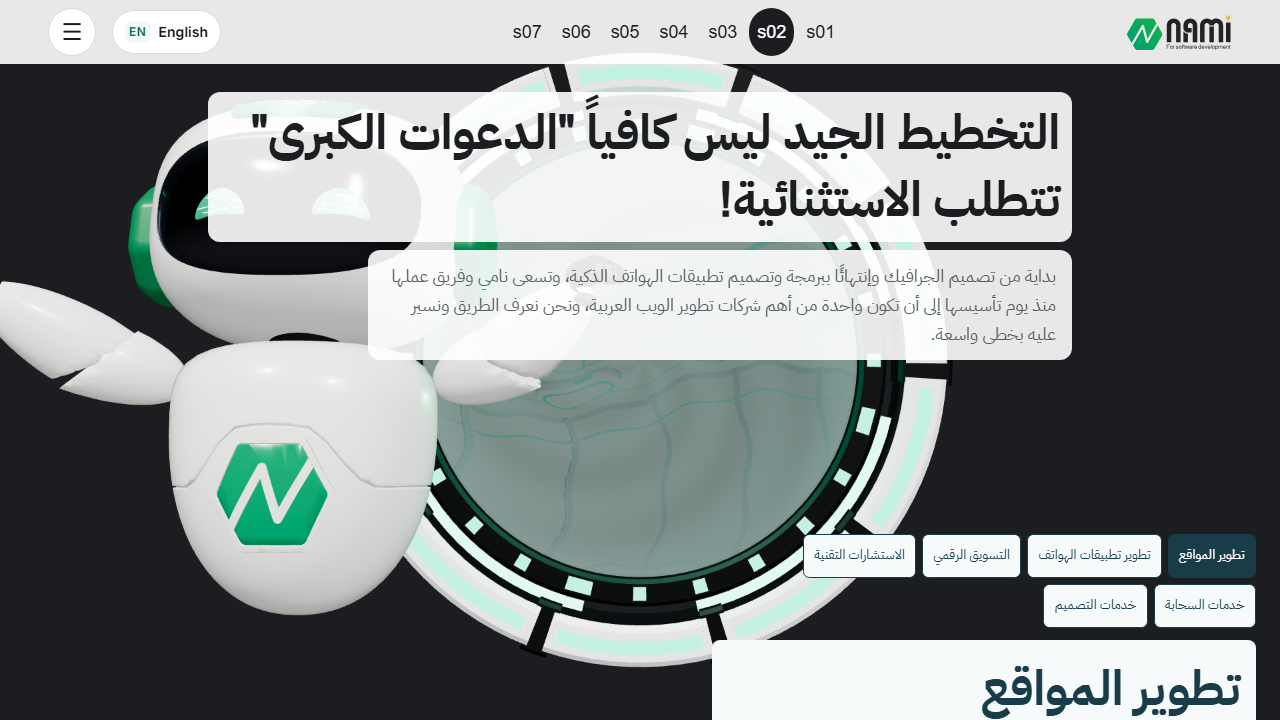 NAMI
For software development
s01 s02 s03 s04 s05 s06 s07
EN English
التخطيط الجيد ليس كافياً "الدعوات الكبرى"
تتطلب الاستثنائية!
بداية من تصميم الجرافيك وإنتهائًا ببرمجة وتصميم تطبيقات الهواتف الذكية، وتسعى نامي وفريق عملها
منذ يوم تأسيسها إلى أن تكون واحدة من أهم شركات تطوير الويب العربية، ونحن نعرف الطريق ونسير
عليه بخطى واسعة.
تطوير المواقع تطوير تطبيقات الهواتف التسويق الرقمي الاستشارات التقنية
خدمات السحابة خدمات التصميم
تطوير المواقع